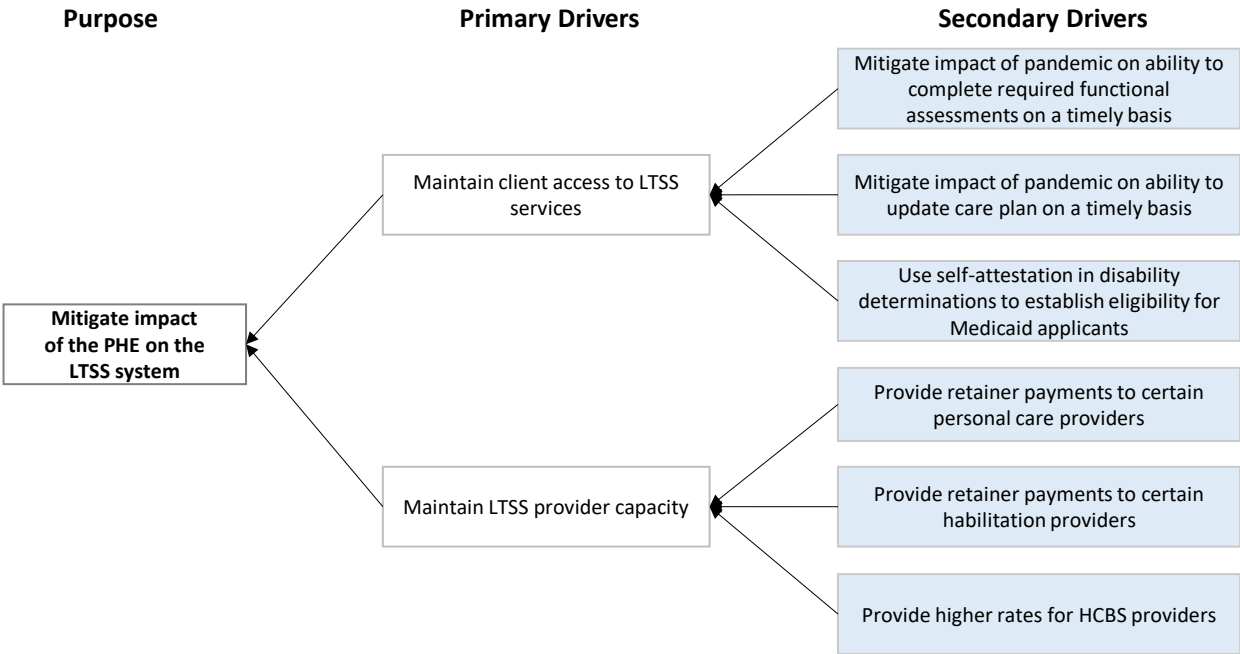 Purpose
Primary Drivers
Secondary Drivers
Mitigate impact of pandemic on ability to
complete required functional
assessments on a timely basis
Maintain client access to LTSS
services
Mitigate impact of pandemic on ability to
update care plan on a timely basis
Use self-attestation in disability
determinations to establish eligibility for
Medicaid applicants
Mitigate impact
of the PHE on the
LTSS system
Provide retainer payments to certain
personal care providers
Maintain LTSS provider capacity
Provide retainer payments to certain
habilitation providers
Provide higher rates for HCBS providers